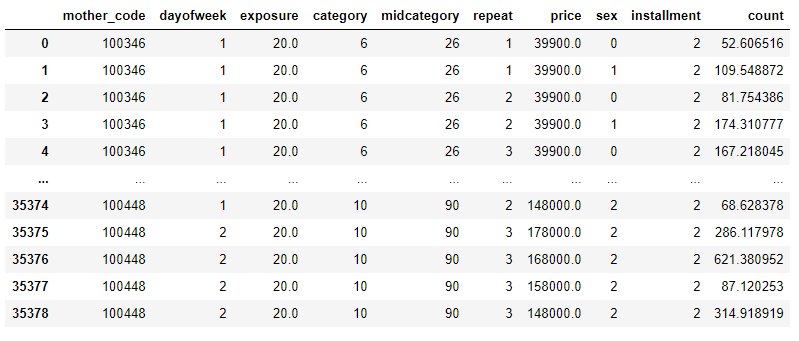 mother_code dayofweek exposure category midcategory repeat price sex installment count
0 100346 1 20.0 6 26 1 39900.0 0 2 52.606516
1 100346 1 20.0 6 26 1 39900.0 1 2 109.548872
2 100346 1 20.0 6 26 2 39900.0 0 2 81.754386
3 100346 1 20.0 6 26 2 39900.0 1 2 174.310777
4 100346 1 20.0 6 26 3 39900.0 0 2 167.218045
... ... ... ... ... ... ... ... ... ... ...
35374 100448 1 20.0 10 90 2 148000.0 2 2 68.628378
35375 100448 2 20.0 10 90 3 178000.0 2 2 286.117978
35376 100448 2 20.0 10 90 3 168000.0 2 2 621.380952
35377 100448 2 20.0 10 90 3 158000.0 2 2 87.120253
35378 100448 2 20.0 10 90 3 148000.0 2 2 314.918919